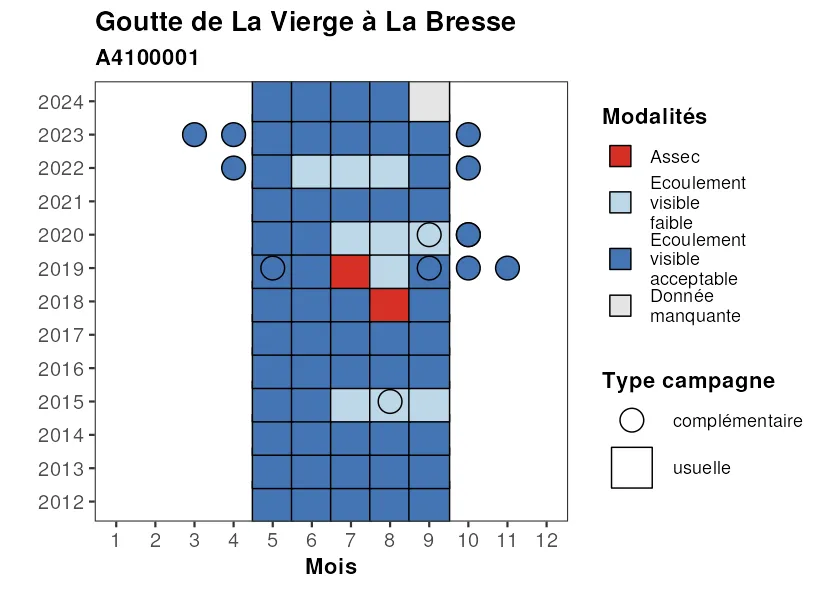 Goutte de La Vierge à La Bresse
A4100001
2024
2023
2022
2021
2020
2019
2018
2017
2016
2015
2014
2013
2012
1 2 3 4 5 6 7 8 9 10 11 12
Mois
Modalités
Assec
Ecoulement
visible
faible
Ecoulement
visible
acceptable
Donnée
manquante
Type campagne
complémentaire
usuelle